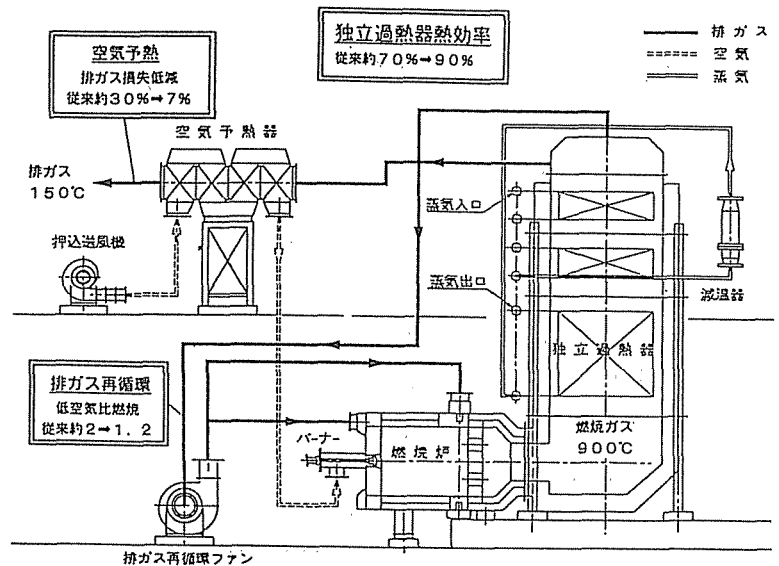 独立過熱器熱効率
従来約70%→90%
排ガス
空気
蒸気
空気予熱
排ガス損失低減
従来約30%→7%
空気予熱器
排ガス
150℃
押込送風機
蒸気入口
蒸気出口
減温器
独立過熱器
排ガス再循環
低空気比燃焼
従来約2→1.2
バーナー
燃焼炉
燃焼ガス
900℃
排ガス再循環ファン